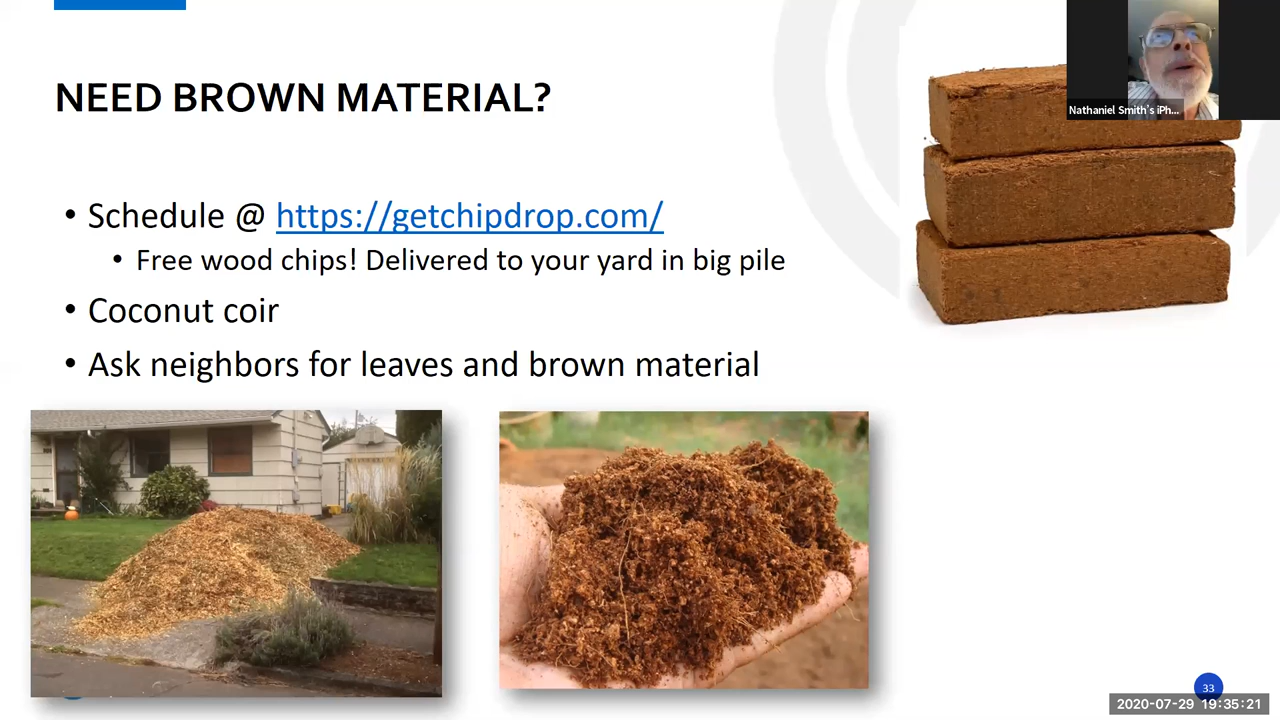 NEED BROWN MATERIAL?
Nathaniel Smith's iPh...
• Schedule @ https://getchipdrop.com/
• Free wood chips! Delivered to your yard in big pile
• Coconut coir
• Ask neighbors for leaves and brown material
33
2020-07-29 19:35:21